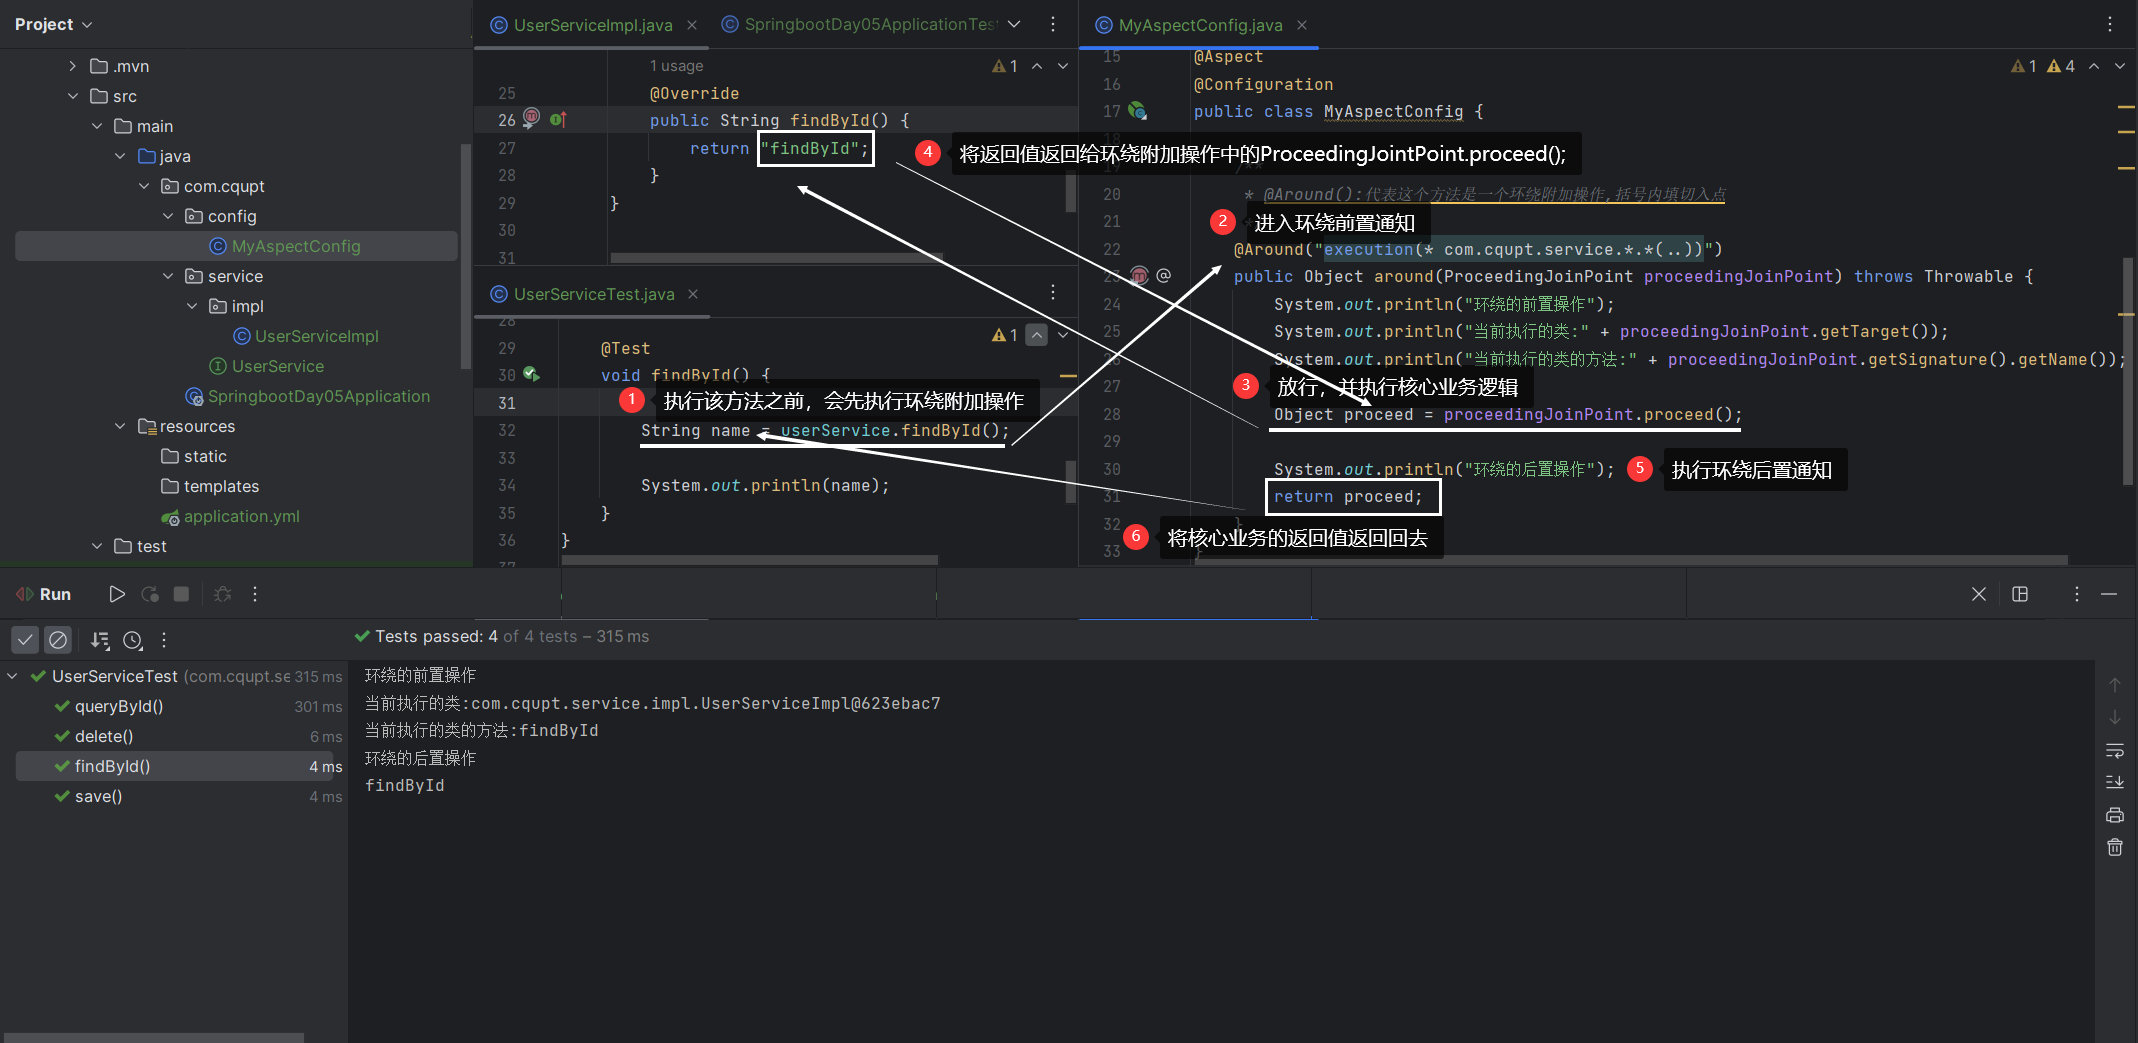 Project
.mvn
src
main
java
com.cqupt
config
MyAspectConfig
service
impl
UserServiceImpl
UserService
SpringbootDay05Application
resources
static
templates
application.yml
test
UserServiceImpl.java
SpringbootDay05ApplicationTest
1 usage
1
25 @Override
26 public String findById() {
27 return "findById";
28 }
29 }
30
31
4 将返回值返回给环绕附加操作中的ProceedingJointPoint.proceed();
UserServiceTest.java
28
1
29 @Test
30 void findById() {
31
1 执行该方法之前，会先执行环绕附加操作
32 String name = userService.findById();
33
34 System.out.println(name);
35 }
36 }
37
MyAspectConfig.java
1 4
15 @Aspect
16 @Configuration
17 public class MyAspectConfig {
18
19 /**
20 * @Around():代表这个方法是一个环绕附加操作,括号内填切入点
21
2 进入环绕前置通知
22 @Around("execution(* com.cqupt.service.*.*(..))")
23 @ public Object around(ProceedingJoinPoint proceedingJoinPoint) throws Throwable {
24 System.out.println("环绕的前置操作");
25 System.out.println("当前执行的类:" + proceedingJoinPoint.getTarget());
26 System.out.println("当前执行的类的方法:" + proceedingJoinPoint.getSignature().getName());
27
3 放行，并执行核心业务逻辑
28 Object proceed = proceedingJoinPoint.proceed();
29
30 System.out.println("环绕的后置操作");
5 执行环绕后置通知
31 return proceed;
32 }
6 将核心业务的返回值返回回去
33 }
Run
Tests passed: 4 of 4 tests – 315 ms
UserServiceTest (com.cqupt.se 315 ms
queryById() 301 ms
delete() 6 ms
findById() 4 ms
save() 4 ms
环绕的前置操作
当前执行的类:com.cqupt.service.impl.UserServiceImpl@623ebac7
当前执行的类的方法:findById
环绕的后置操作
findById